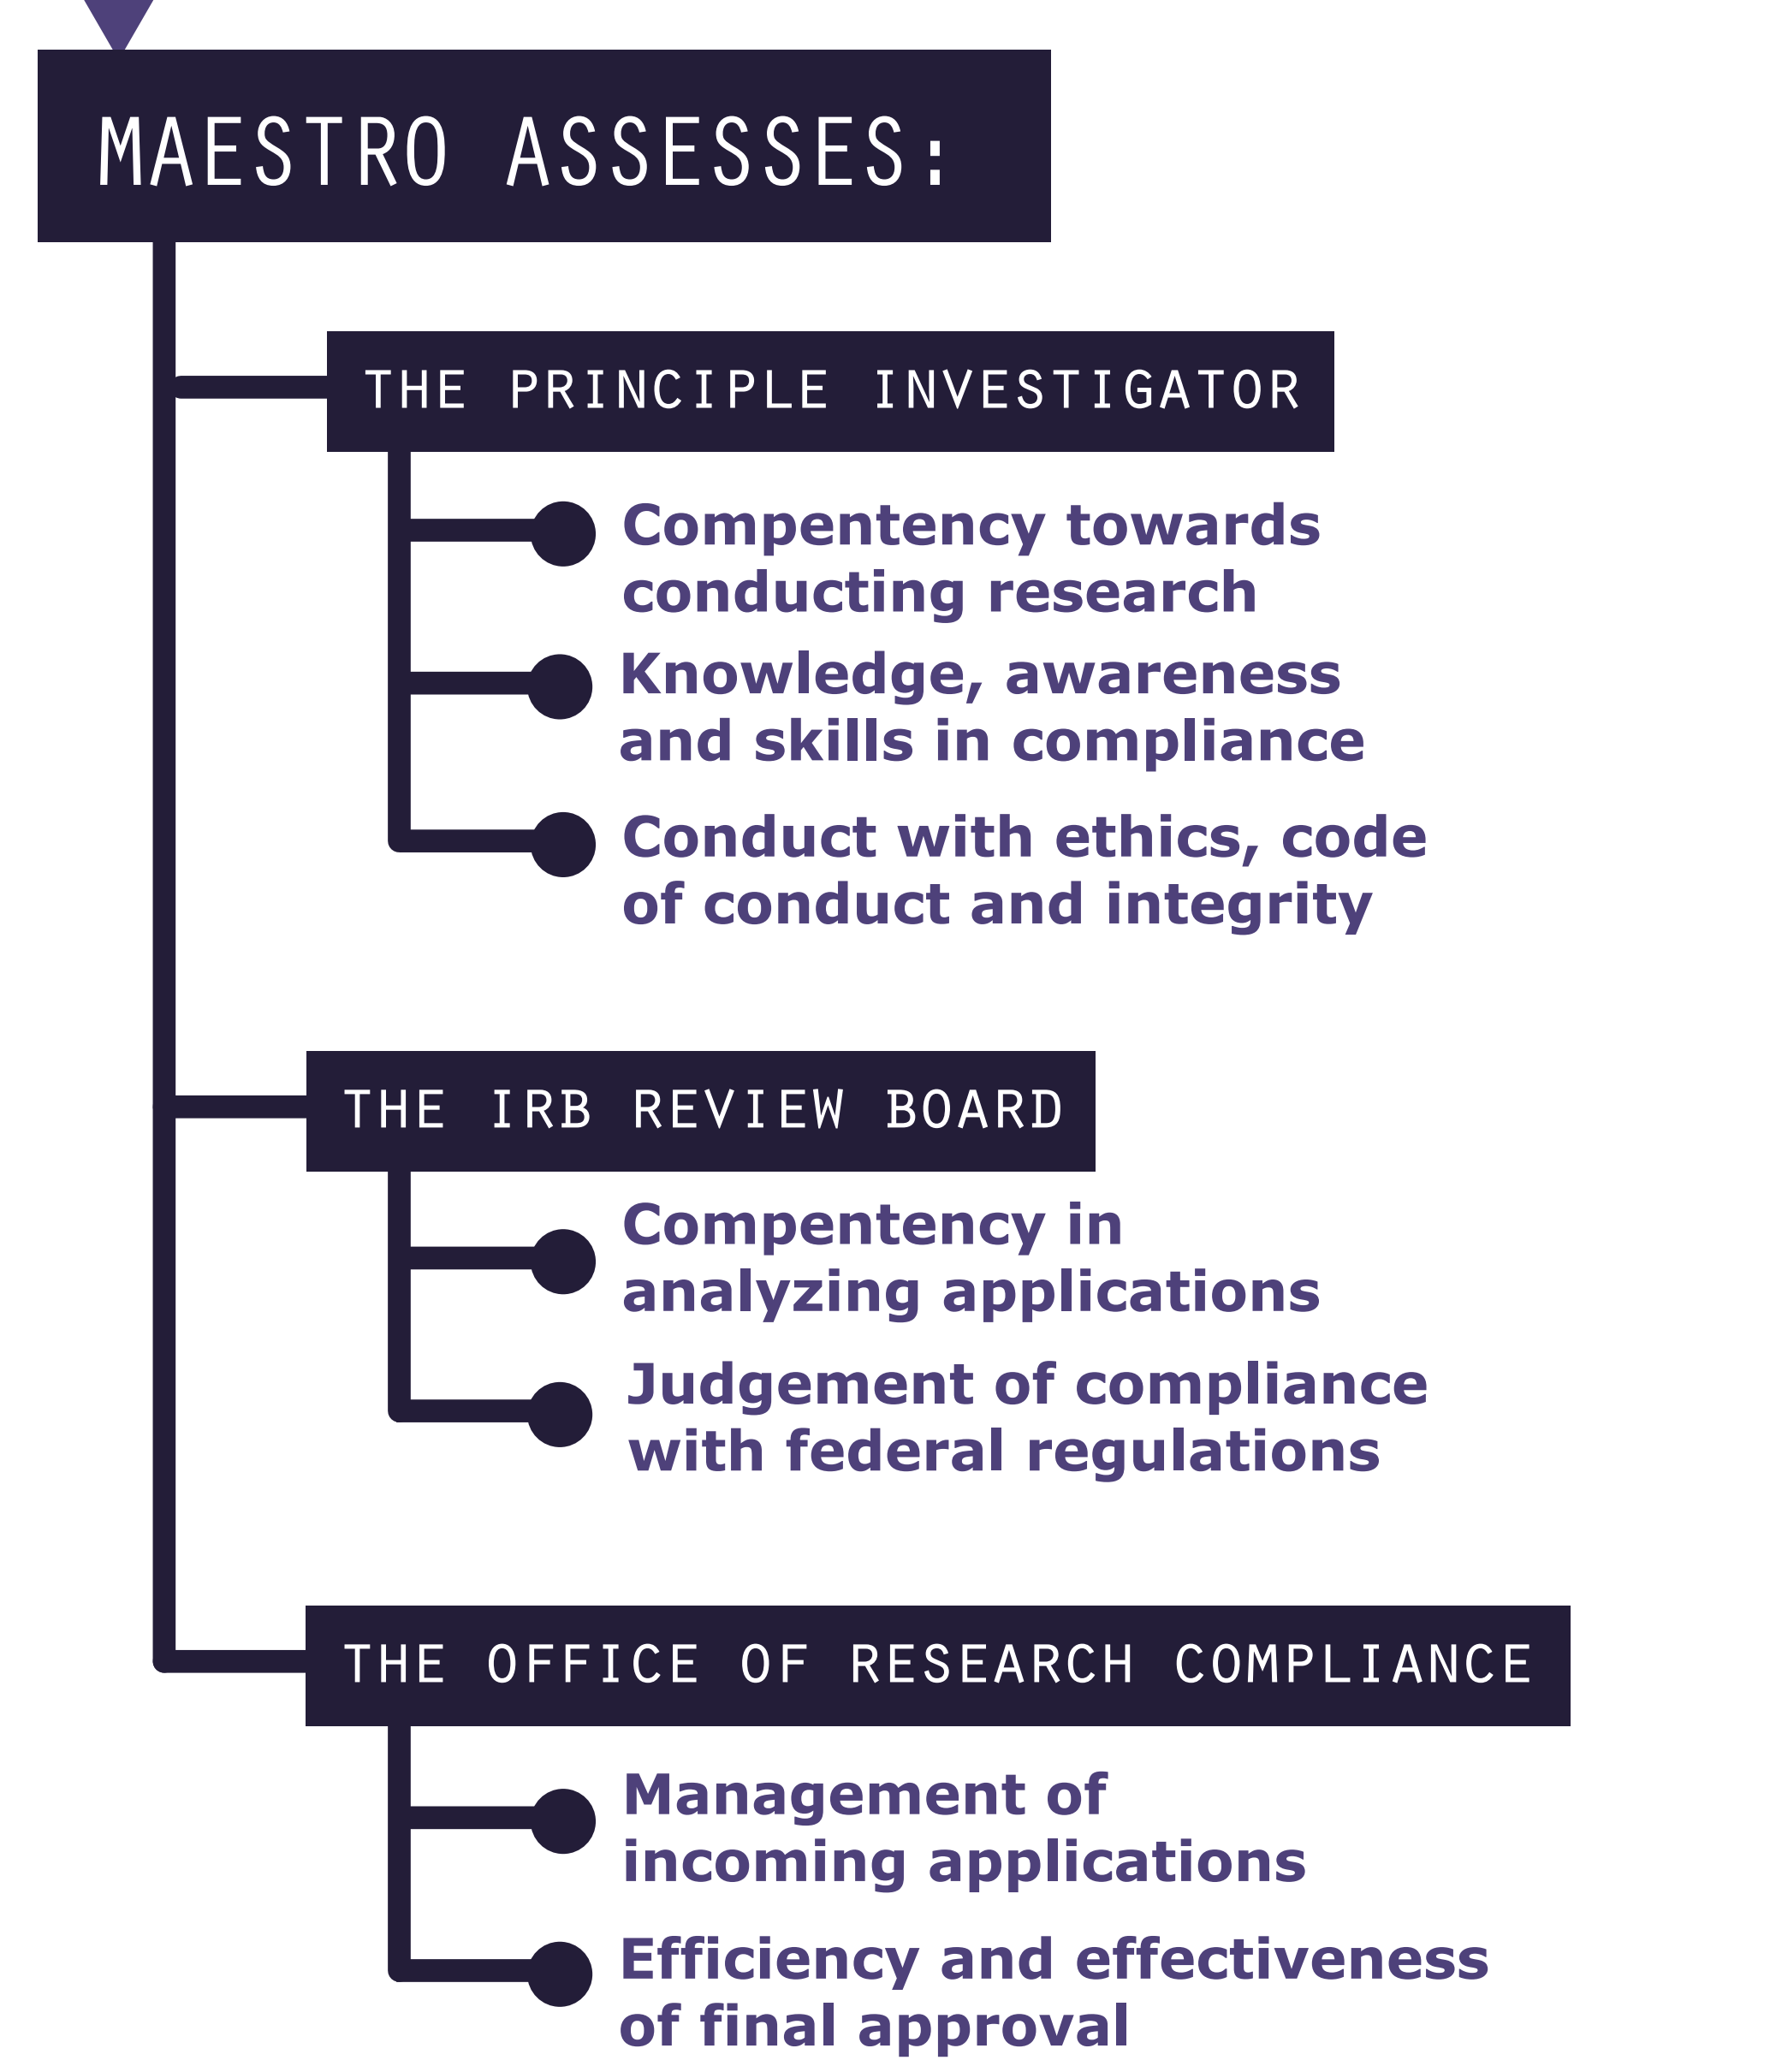 MAESTRO ASSESSES:
THE PRINCIPLE INVESTIGATOR
Compentency towards
conducting research
Knowledge, awareness
and skills in compliance
Conduct with ethics, code
of conduct and integrity
THE IRB REVIEW BOARD
Compentency in
analyzing applications
Judgement of compliance
with federal regulations
THE OFFICE OF RESEARCH COMPLIANCE
Management of
incoming applications
Efficiency and effectiveness
of final approval